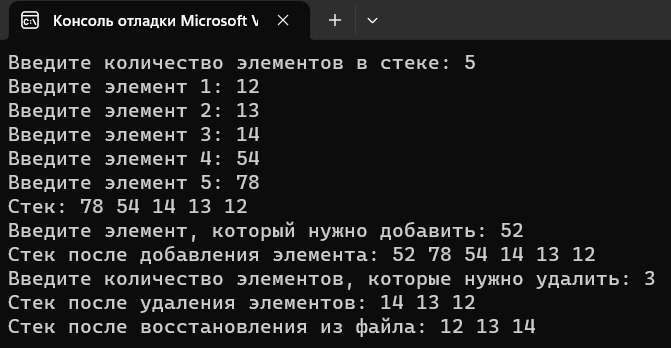 Консоль отладки Microsoft V
Введите количество элементов в стеке: 5
Введите элемент 1: 12
Введите элемент 2: 13
Введите элемент 3: 14
Введите элемент 4: 54
Введите элемент 5: 78
Стек: 78 54 14 13 12
Введите элемент, который нужно добавить: 52
Стек после добавления элемента: 52 78 54 14 13 12
Введите количество элементов, которые нужно удалить: 3
Стек после удаления элементов: 14 13 12
Стек после восстановления из файла: 12 13 14